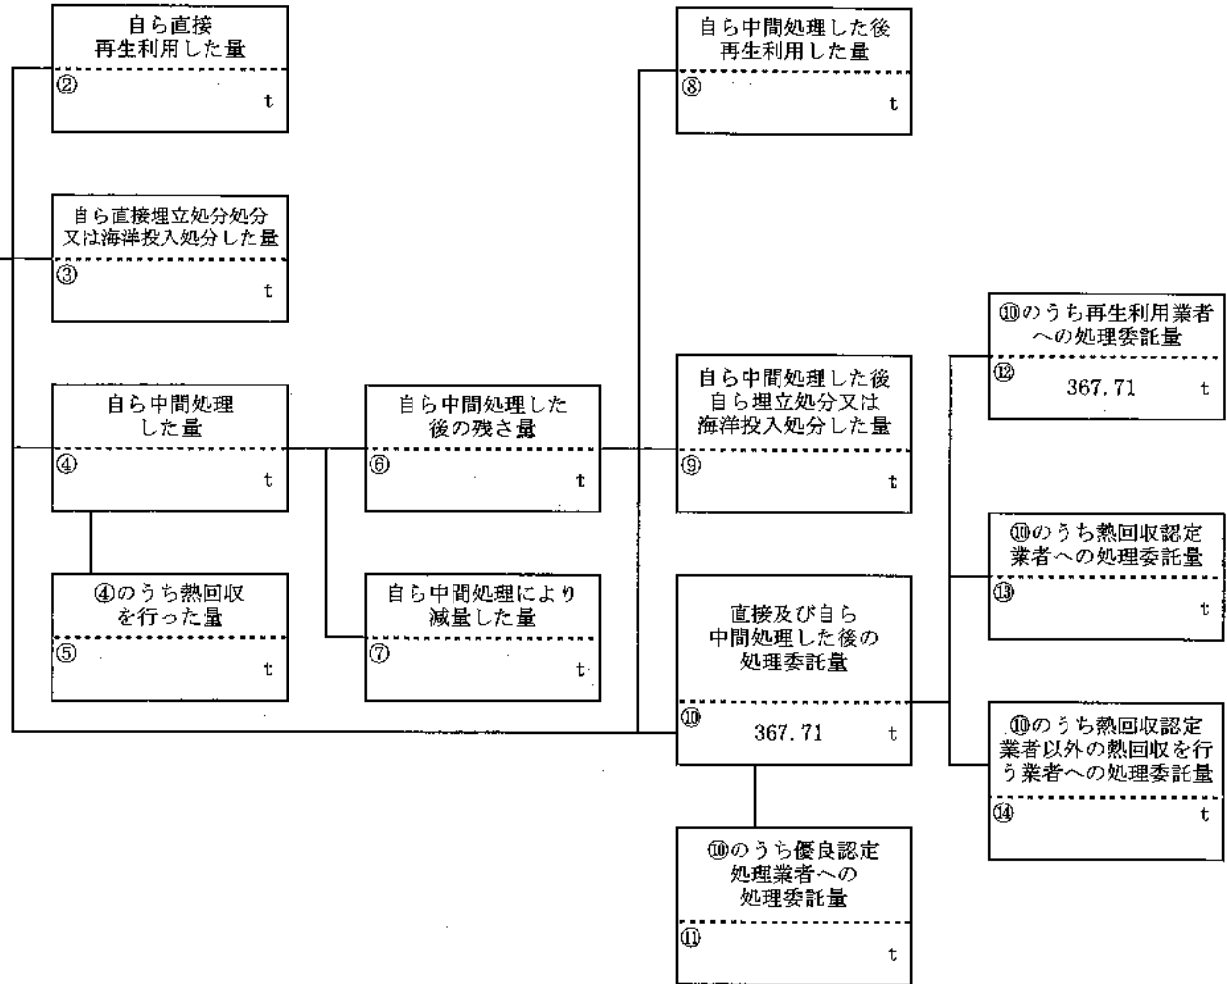 自ら直接
再生利用した量
②
t
自ら直接埋立処分処分
又は海洋投入処分した量
③
t
自ら中間処理
した量
④
t
④のうち熱回収
を行った量
⑤
t
自ら中間処理した
後の残さ量
⑥
t
自ら中間処理により
減量した量
⑦
t
自ら中間処理した後
再生利用した量
⑧
t
自ら中間処理した後
自ら埋立処分又は
海洋投入処分した量
⑨
t
直接及び自ら
中間処理した後の
処理委託量
⑩
367.71 t
⑩のうち優良認定
処理業者への
処理委託量
⑪
t
⑩のうち再生利用業者
への処理委託量
⑫
367.71 t
⑩のうち熱回収認定
業者への処理委託量
⑬
t
⑩のうち熱回収認定
業者以外の熱回収を行
う業者への処理委託量
⑭
t